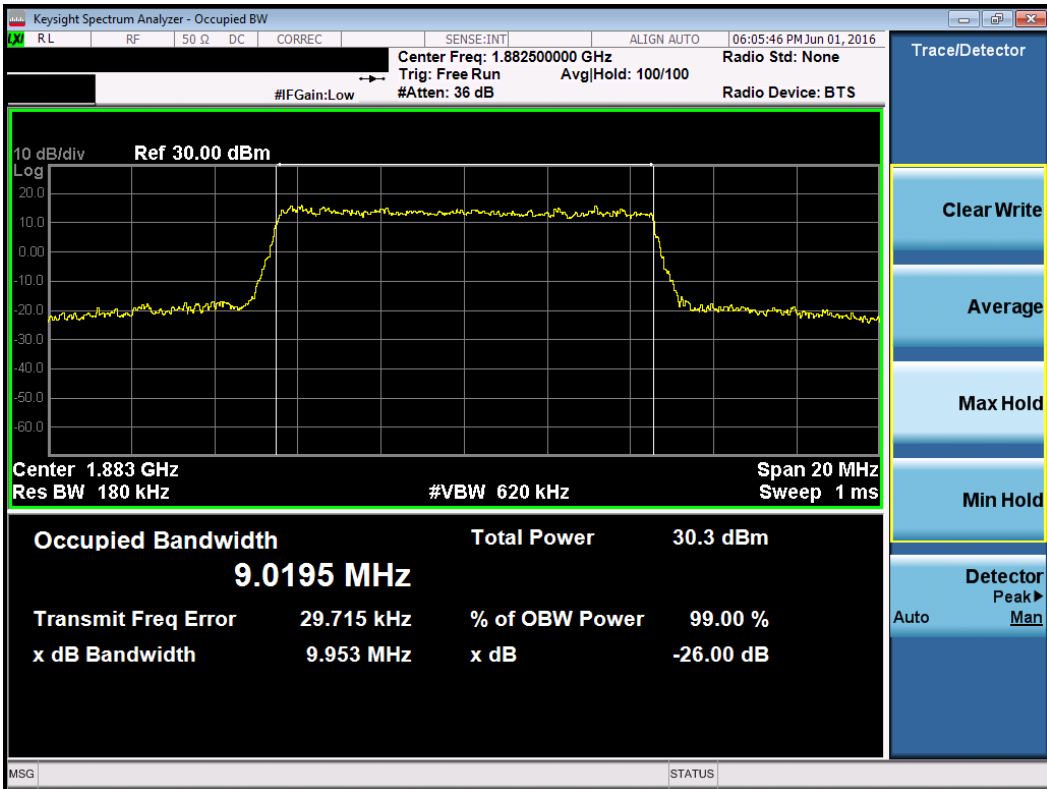 Keysight Spectrum Analyzer - Occupied BW
LXI RL RF 50 Ω DC CORREC SENSE:INT ALIGN AUTO 06:05:46 PM Jun 01, 2016
Center Freq: 1.882500000 GHz Radio Std: None
Trig: Free Run Avg|Hold: 100/100
#IFGain:Low #Atten: 36 dB Radio Device: BTS
10 dB/div Ref 30.00 dBm
Log
20.0
10.0
0.00
-10.0
-20.0
-30.0
-40.0
-50.0
-60.0
Center 1.883 GHz Span 20 MHz
Res BW 180 kHz #VBW 620 kHz Sweep 1 ms
Occupied Bandwidth Total Power 30.3 dBm
9.0195 MHz
Transmit Freq Error 29.715 kHz % of OBW Power 99.00 %
x dB Bandwidth 9.953 MHz x dB -26.00 dB
MSG STATUS
Trace/Detector
Clear Write
Average
Max Hold
Min Hold
Detector
Peak▶
Auto Man